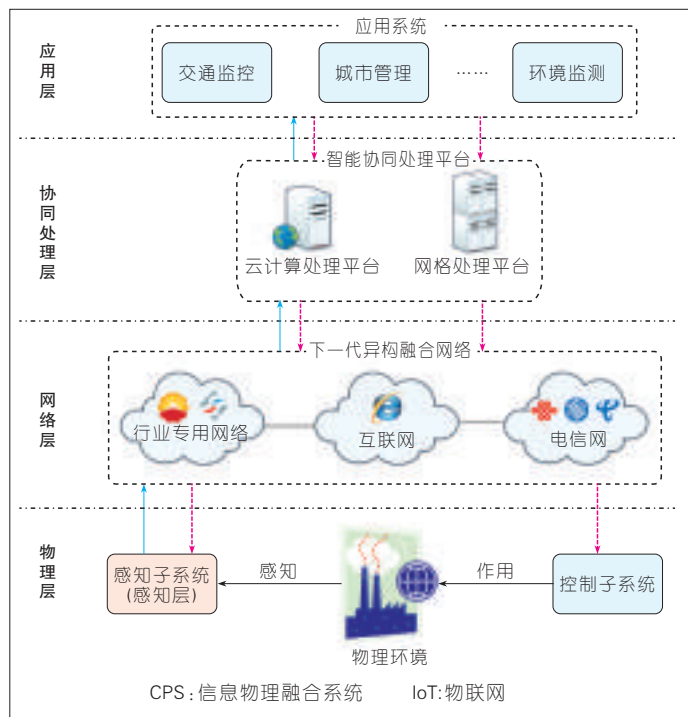 应用层
应用系统
交通监控
城市管理
……
环境监测
协同处理层
智能协同处理平台
云计算处理平台
网格处理平台
网络层
下一代异构融合网络
行业专用网络
互联网
电信网
物理层
感知子系统
(感知层)
感知
作用
控制子系统
物理环境
CPS:信息物理融合系统
IoT:物联网